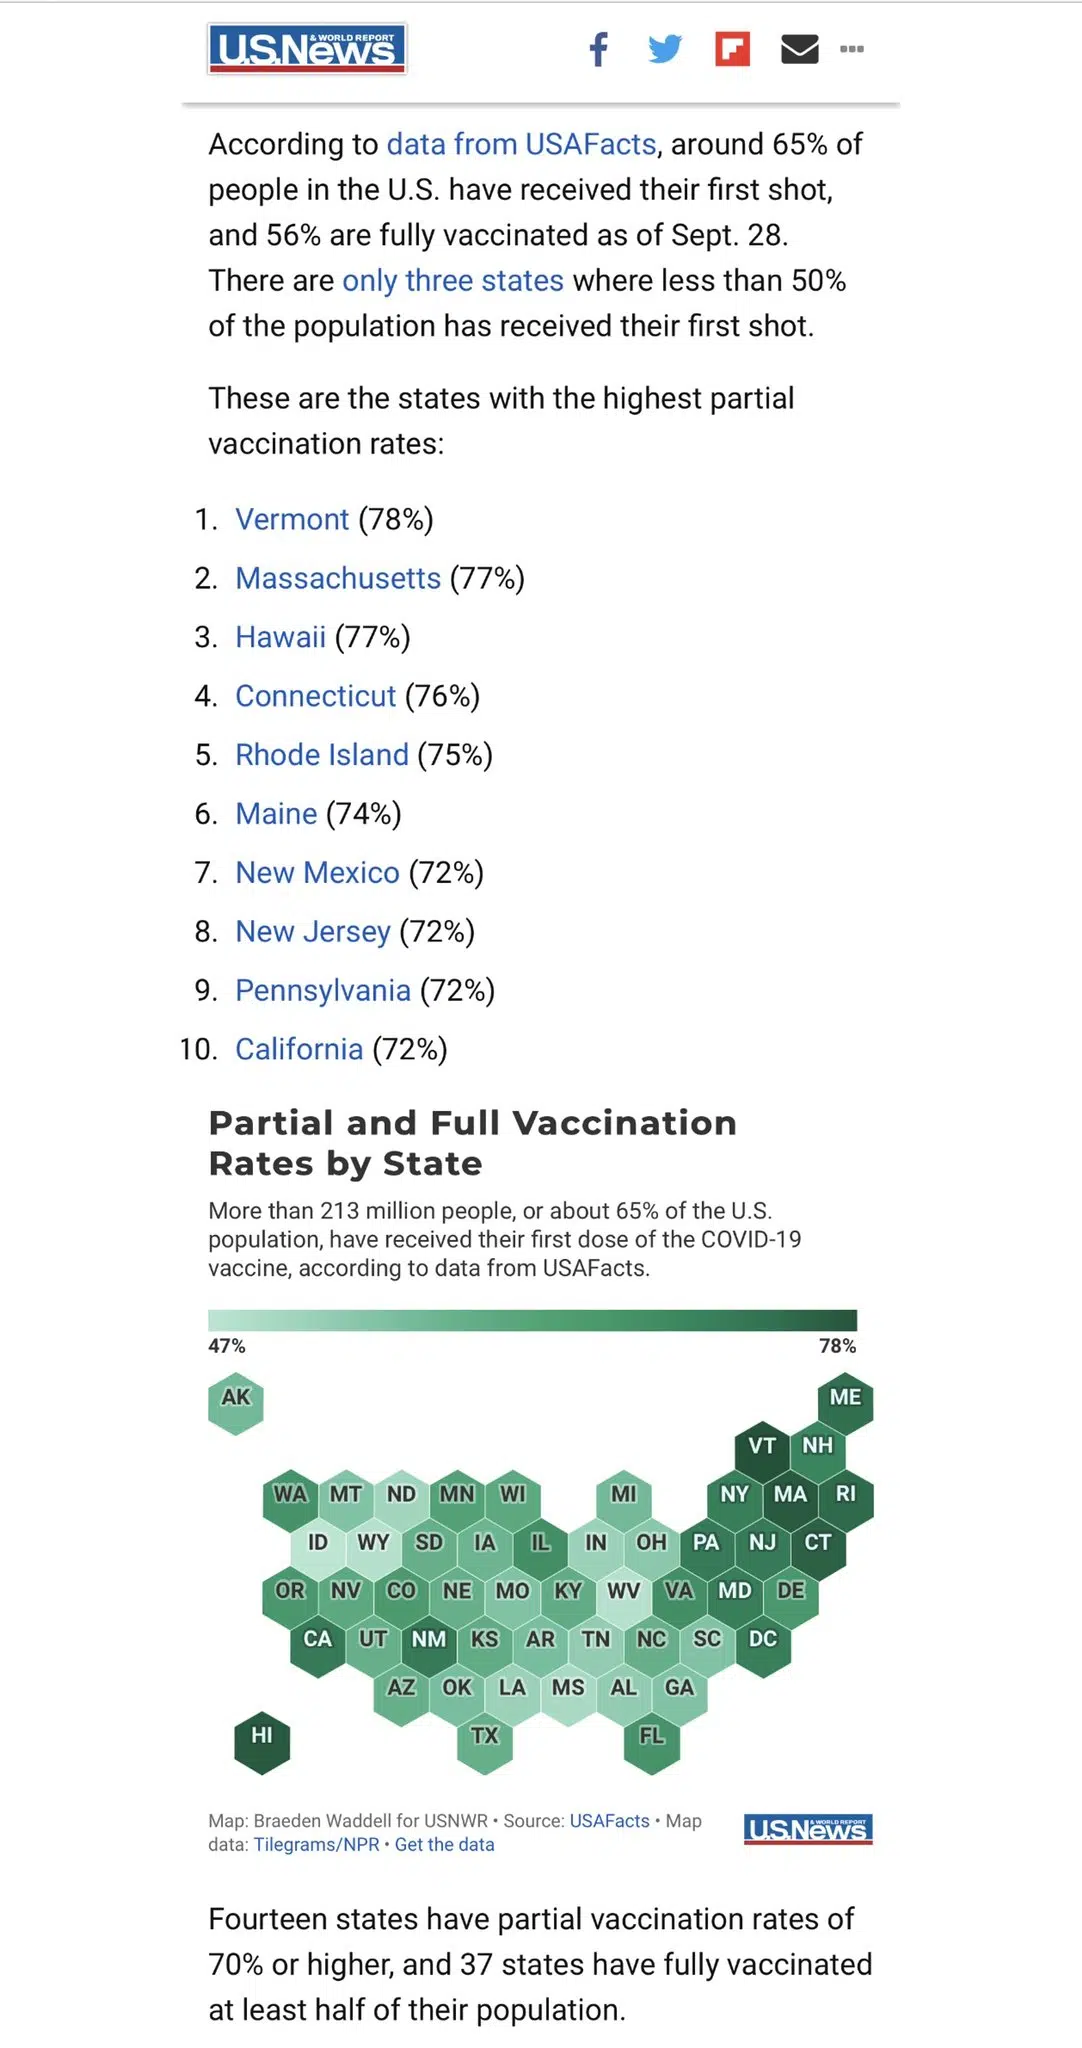 U.S.News & WORLD REPORT
According to data from USAFacts, around 65% of
people in the U.S. have received their first shot,
and 56% are fully vaccinated as of Sept. 28.
There are only three states where less than 50%
of the population has received their first shot.
These are the states with the highest partial
vaccination rates:
1. Vermont (78%)
2. Massachusetts (77%)
3. Hawaii (77%)
4. Connecticut (76%)
5. Rhode Island (75%)
6. Maine (74%)
7. New Mexico (72%)
8. New Jersey (72%)
9. Pennsylvania (72%)
10. California (72%)
Partial and Full Vaccination
Rates by State
More than 213 million people, or about 65% of the U.S.
population, have received their first dose of the COVID-19
vaccine, according to data from USAFacts.
47% 78%
AK ME
VT NH
WA MT ND MN WI MI NY MA RI
ID WY SD IA IL IN OH PA NJ CT
OR NV CO NE MO KY WV VA MD DE
CA UT NM KS AR TN NC SC DC
AZ OK LA MS AL GA
HI TX FL
Map: Braeden Waddell for USNWR • Source: USAFacts • Map
data: Tilegrams/NPR • Get the data
U.S.News & WORLD REPORT
Fourteen states have partial vaccination rates of
70% or higher, and 37 states have fully vaccinated
at least half of their population.